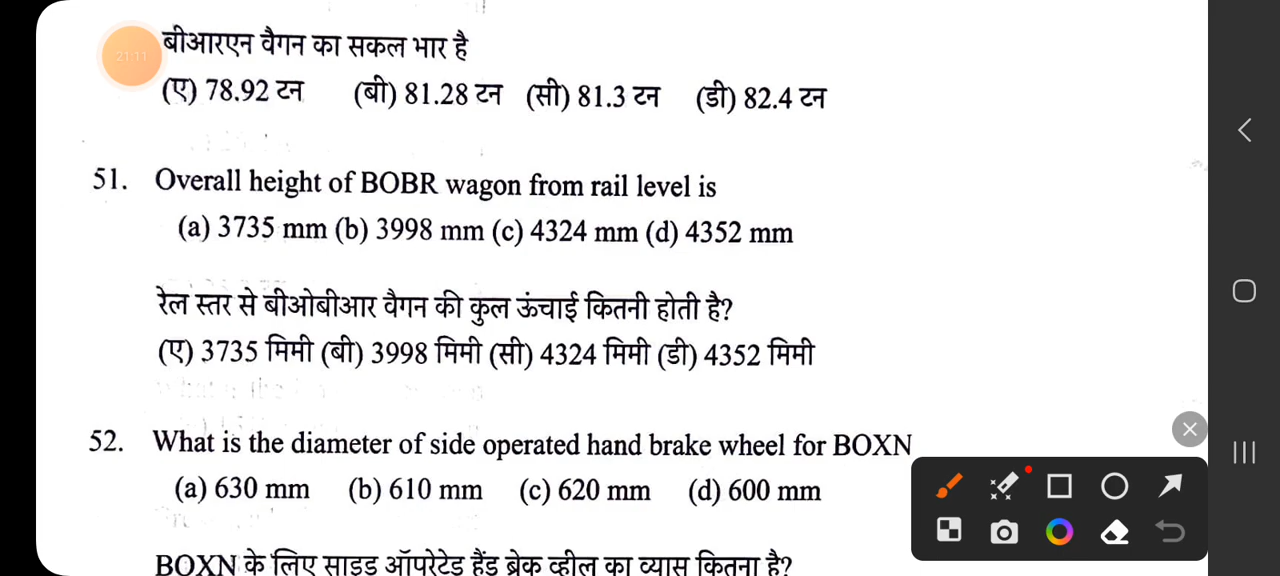 21:11
बीआरएन वैगन का सकल भार है
(ए) 78.92 टन (बी) 81.28 टन (सी) 81.3 टन (डी) 82.4 टन
51. Overall height of BOBR wagon from rail level is
(a) 3735 mm (b) 3998 mm (c) 4324 mm (d) 4352 mm
रेल स्तर से बीओबीआर वैगन की कुल ऊंचाई कितनी होती है?
(ए) 3735 मिमी (बी) 3998 मिमी (सी) 4324 मिमी (डी) 4352 मिमी
52. What is the diameter of side operated hand brake wheel for BOXN
(a) 630 mm (b) 610 mm (c) 620 mm (d) 600 mm
BOXN के लिए साइड ऑपरेटेड हैंड ब्रेक व्हील का व्यास कितना है?